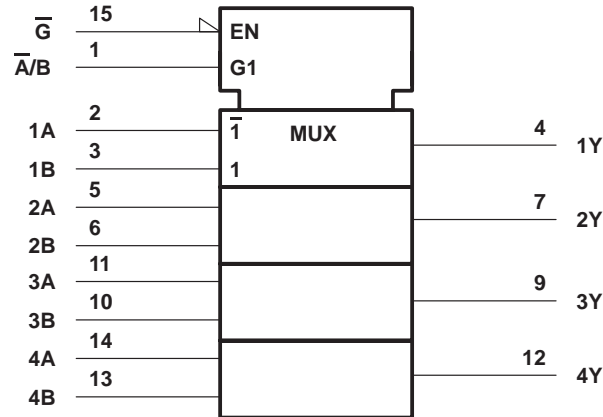 G̅ 15 EN
A̅/B 1 G1
1A 2 1̅ MUX 4 1Y
1B 3 1
2A 5 7 2Y
2B 6
3A 11 9 3Y
3B 10
4A 14 12 4Y
4B 13